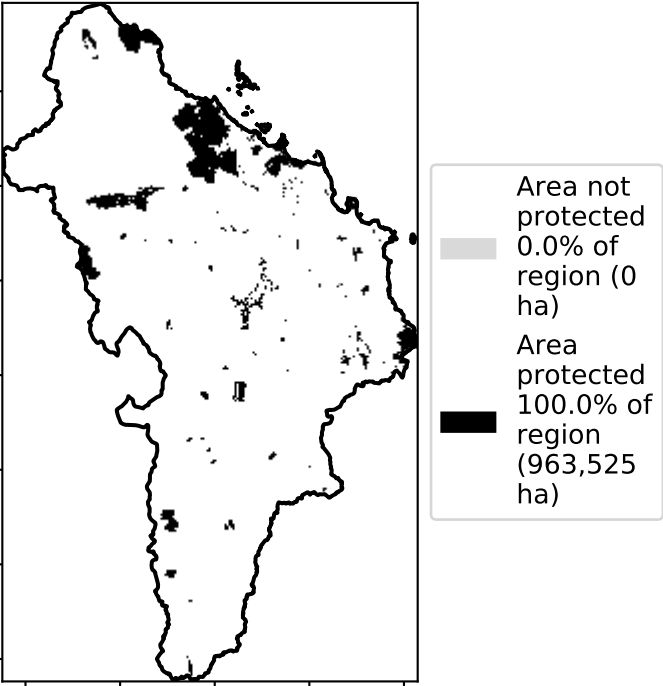 Area not
protected
0.0% of
region (0
ha)
Area
protected
100.0% of
region
(963,525
ha)